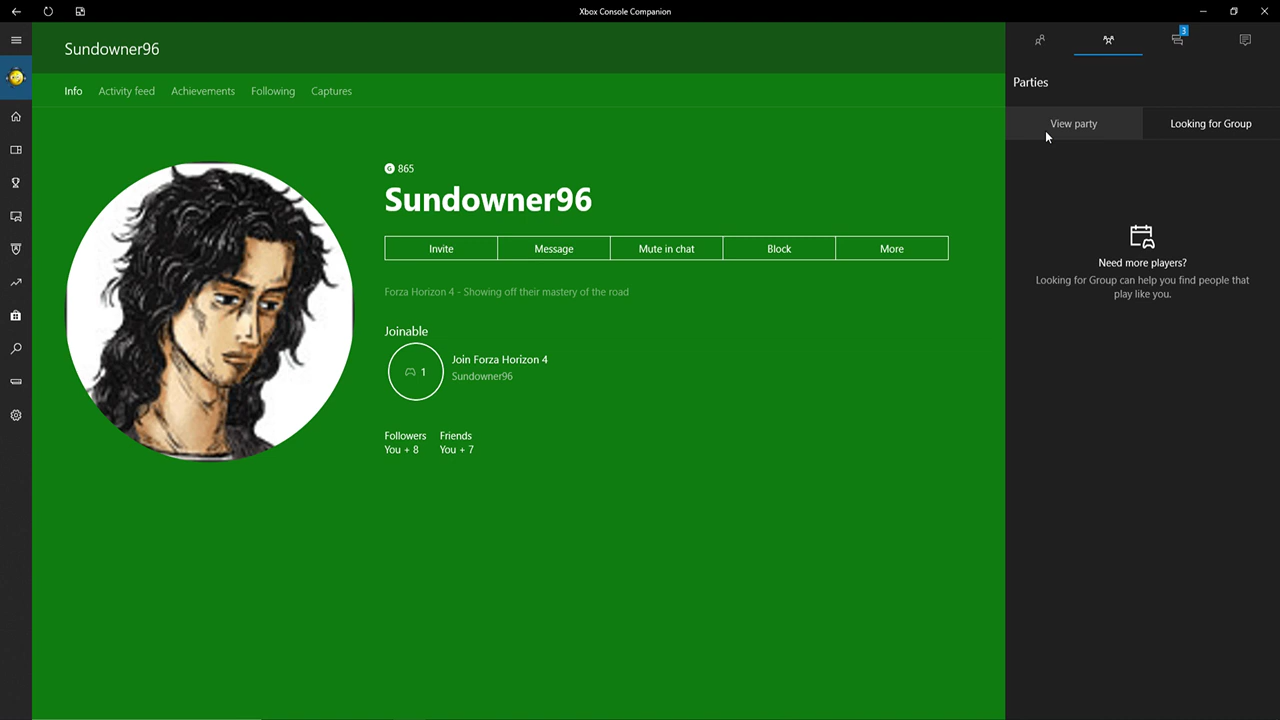 Xbox Console Companion
Sundowner96
Info
Activity feed
Achievements
Following
Captures
G 865
Sundowner96
Invite
Message
Mute in chat
Block
More
Forza Horizon 4 - Showing off their mastery of the road
Joinable
1
Join Forza Horizon 4
Sundowner96
Followers
You + 8
Friends
You + 7
3
Parties
View party
Looking for Group
Need more players?
Looking for Group can help you find people that
play like you.